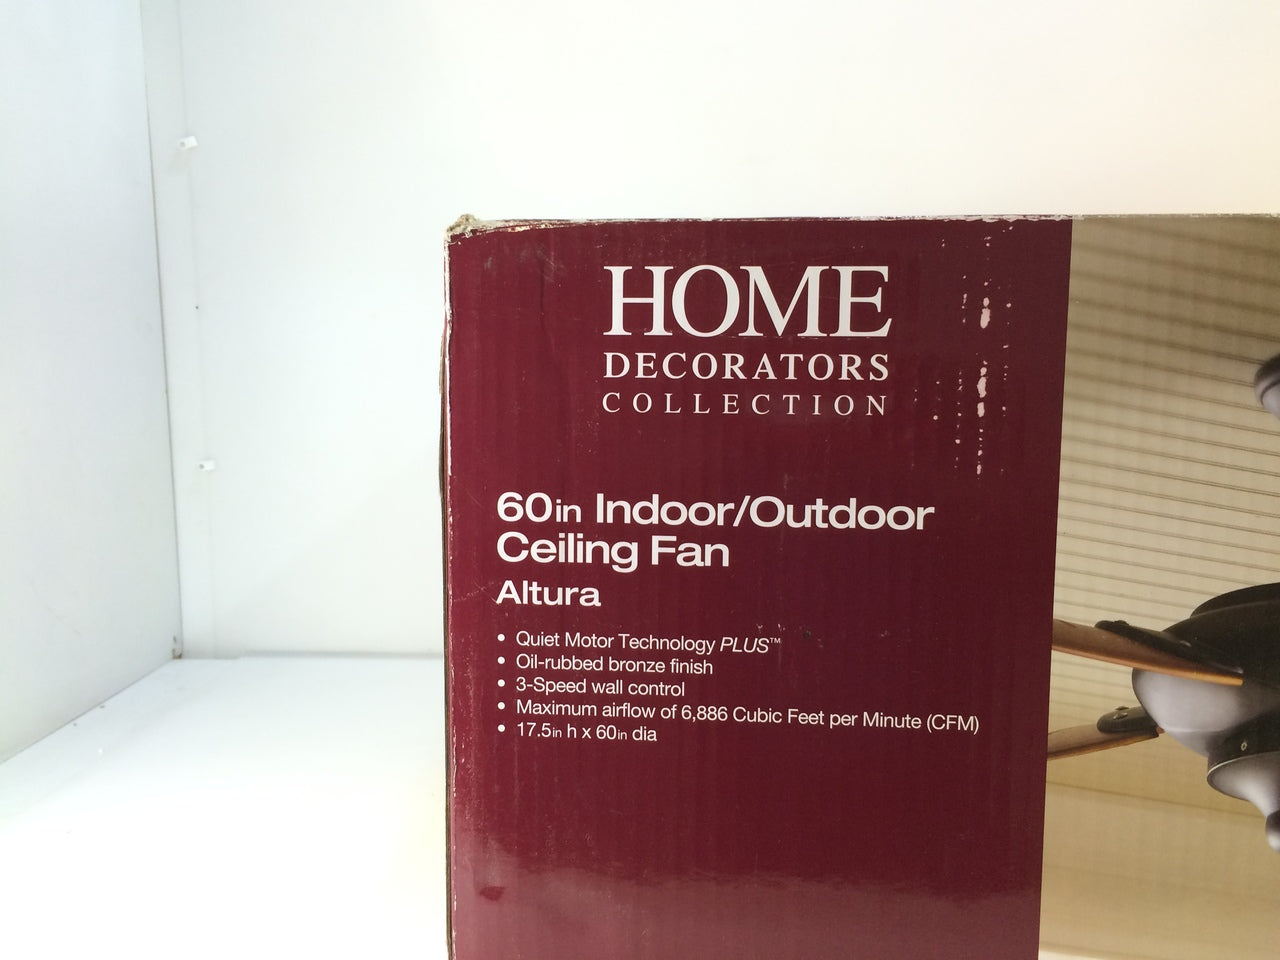 HOME
DECORATORS
COLLECTION
60in Indoor/Outdoor
Ceiling Fan
Altura
• Quiet Motor Technology PLUS™
• Oil-rubbed bronze finish
• 3-Speed wall control
• Maximum airflow of 6,886 Cubic Feet per Minute (CFM)
• 17.5in h x 60in dia